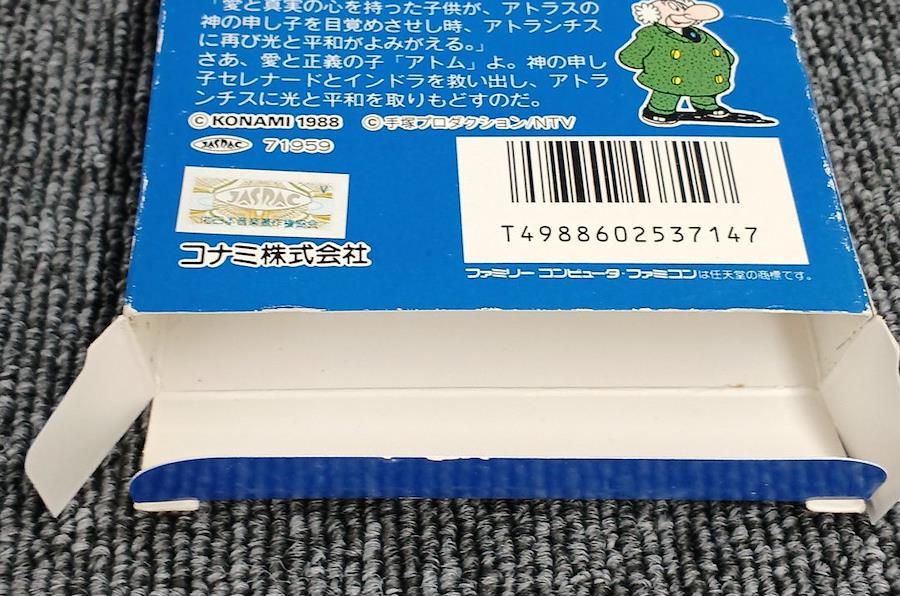 「愛と真実の心を持った子供が、アトラスの
神の申し子を目覚めさせし時、アトランチス
に再び光と平和がよみがえる。」
さあ、愛と正義の子「アトム」よ。神の申し
子セレナードとインドラを救い出し、アトラ
ンチスに光と平和を取りもどすのだ。
©KONAMI 1988 ©手塚プロダクション/NTV
JASRAC 71959
JASRAC
コナミ株式会社
T4988602537147
ファミリー コンピュータ・ファミコンは任天堂の商標です。